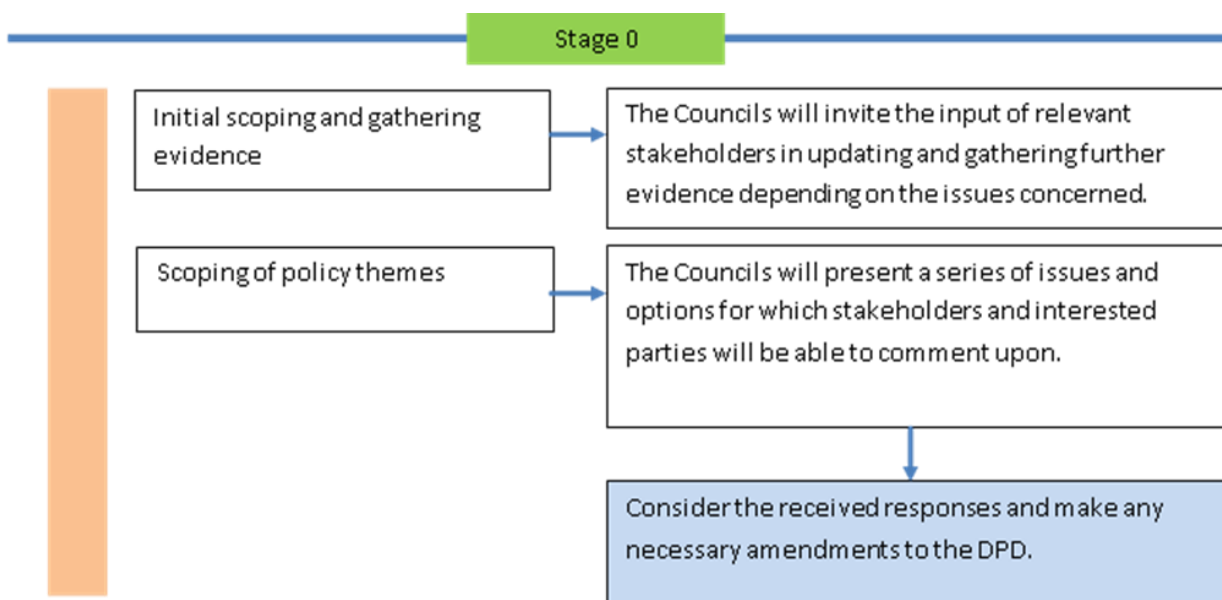 Stage 0
Initial scoping and gathering
evidence
The Councils will invite the input of relevant
stakeholders in updating and gathering further
evidence depending on the issues concerned.
Scoping of policy themes
The Councils will present a series of issues and
options for which stakeholders and interested
parties will be able to comment upon.
Consider the received responses and make any
necessary amendments to the DPD.